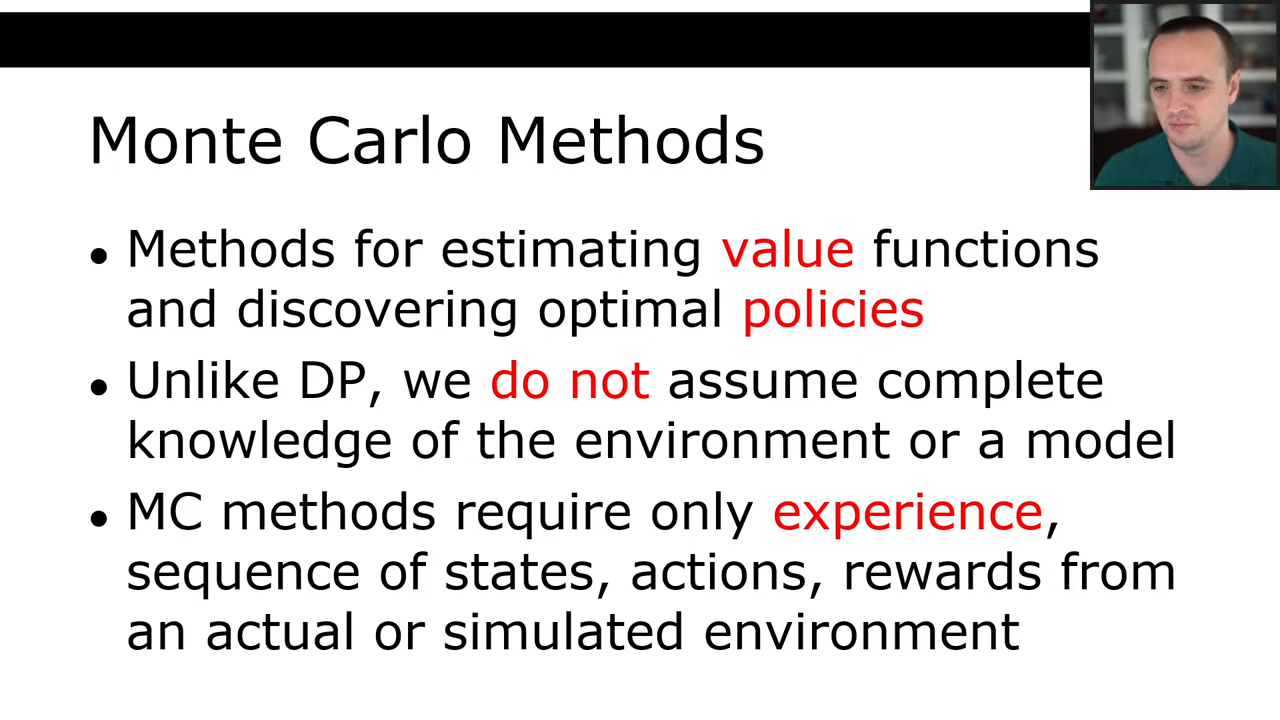 Monte Carlo Methods
• Methods for estimating value functions
and discovering optimal policies
• Unlike DP, we do not assume complete
knowledge of the environment or a model
• MC methods require only experience,
sequence of states, actions, rewards from
an actual or simulated environment